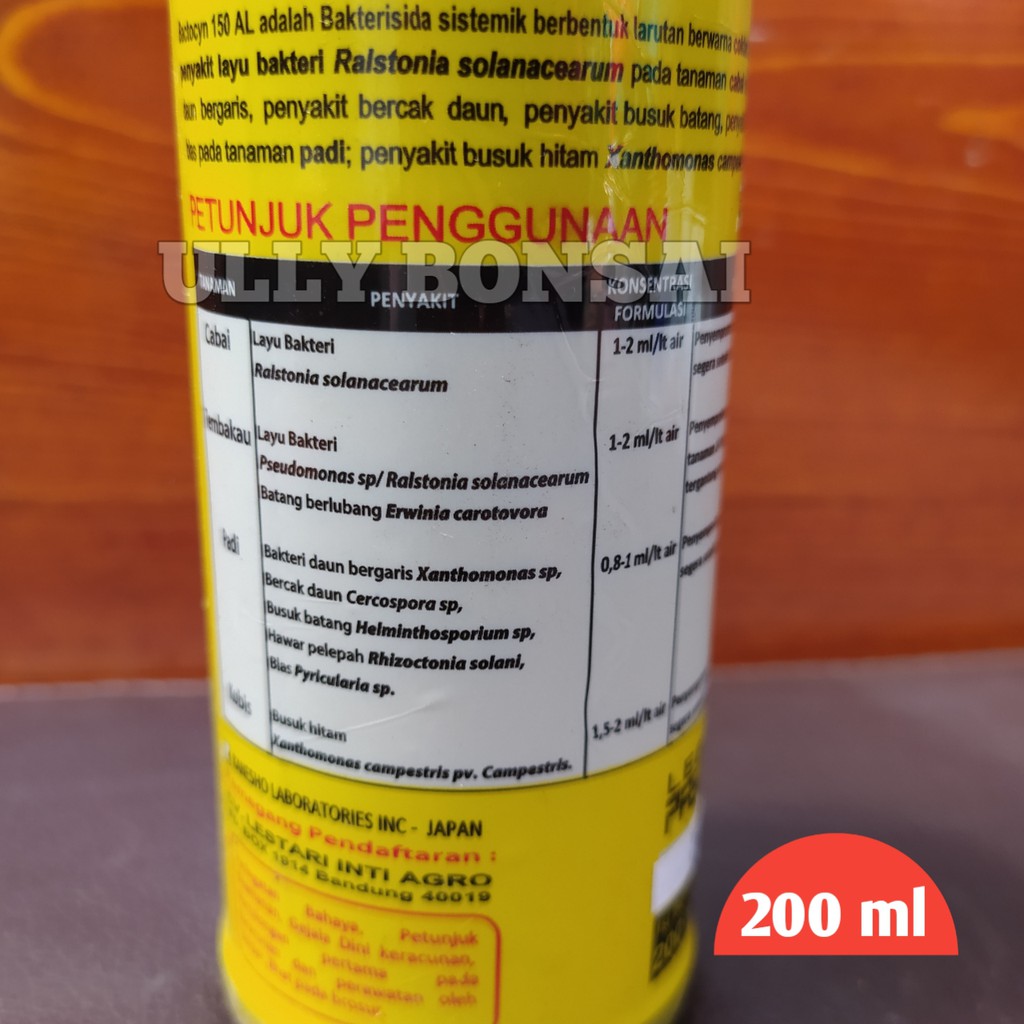 Bactocyn 150 AL adalah Bakterisida sistemik berbentuk larutan berwarna
penyakit layu bakteri Ralstonia solanacearum pada tanaman cabai
daun bergaris, penyakit bercak daun, penyakit busuk batang,
pada tanaman padi; penyakit busuk hitam Xanthomonas
PETUNJUK PENGGUNAAN
ULLY BONSAI
TANAMAN PENYAKIT KONSENTRASI FORMULASI
Cabai Layu Bakteri 1-2 ml/lt air
Ralstonia solanacearum segera
Tembakau Layu Bakteri 1-2 ml/lt air
Pseudomonas sp/ Ralstonia solanacearum
Batang berlubang Erwinia carotovora
Padi Bakteri daun bergaris Xanthomonas sp, 0,8-1 ml/lt air
Bercak daun Cercospora sp,
Busuk batang Helminthosporium sp,
Hawar pelepah Rhizoctonia solani,
Blas Pyricularia sp.
Kubis Busuk hitam 1,5-2 ml/lt air
Xanthomonas campestris pv. Campestris.
LABORATORIES INC - JAPAN
Pemegang Pendaftaran :
LESTARI INTI AGRO
1914 Bandung 40019
Bahaya, Petunjuk
Gejala Dini keracunan,
pertama pada
dan perawatan oleh
pada brosur.
200 ml